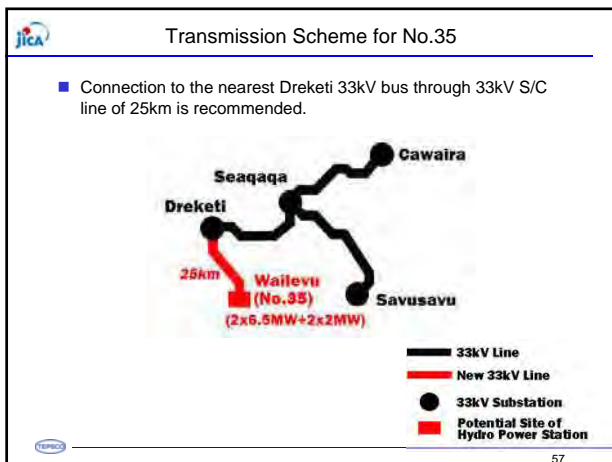 jica
Transmission Scheme for No.35
Connection to the nearest Dreketi 33kV bus through 33kV S/C
line of 25km is recommended.
Cawaira
Seaqaqa
Dreketi
25km
Wailevu
(No.35)
Savusavu
(2x6.5MW+2x2MW)
33kV Line
New 33kV Line
33kV Substation
Potential Site of
Hydro Power Station
TEPSCO
57